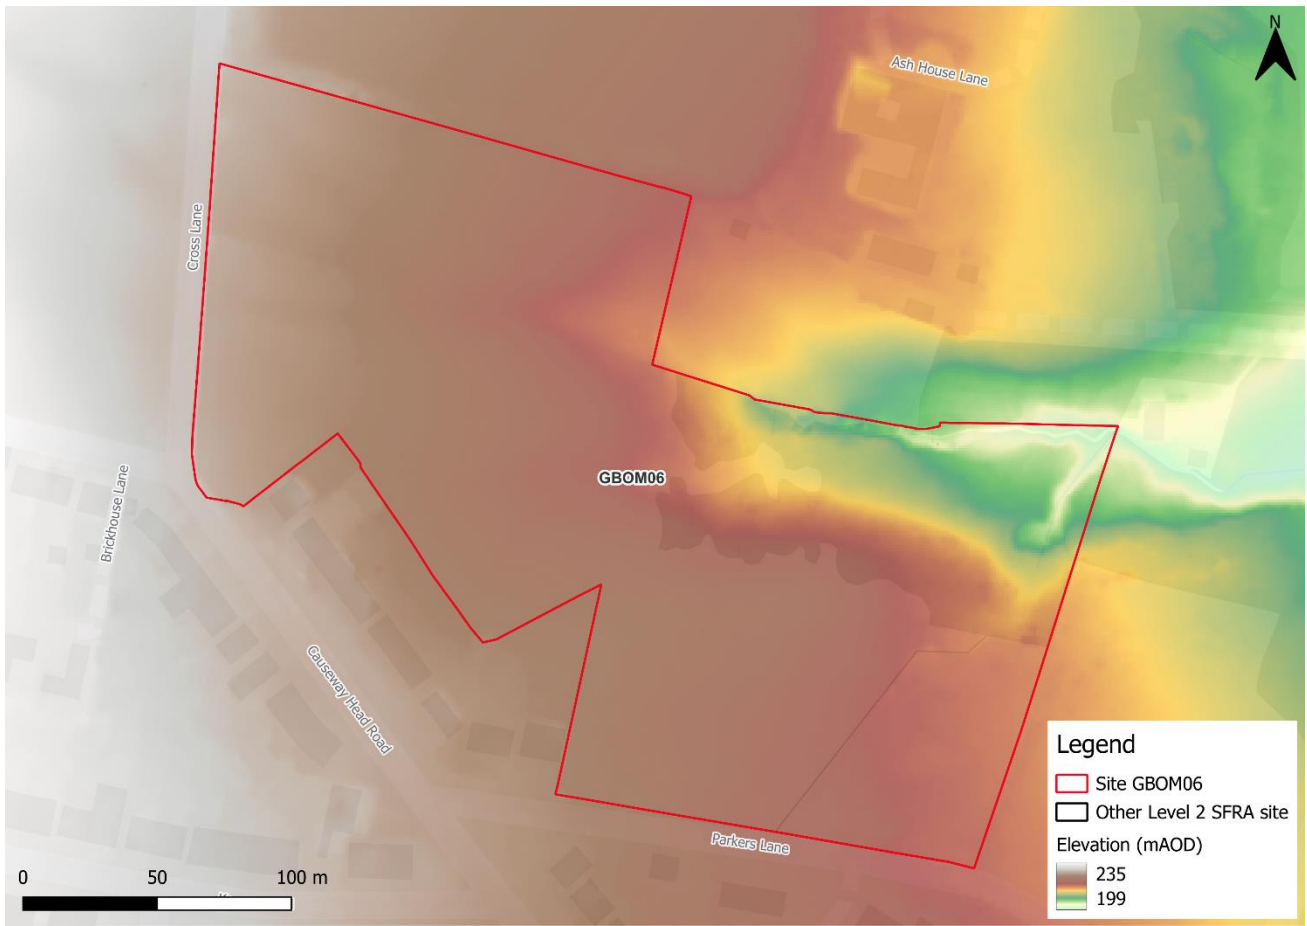 N
Ash House Lane
Cross Lane
GBOM06
Brickhouse Lane
Causeway Head Road
Parkers Lane
Legend
Site GBOM06
Other Level 2 SFRA site
Elevation (mAOD)
235
199
0 50 100 m